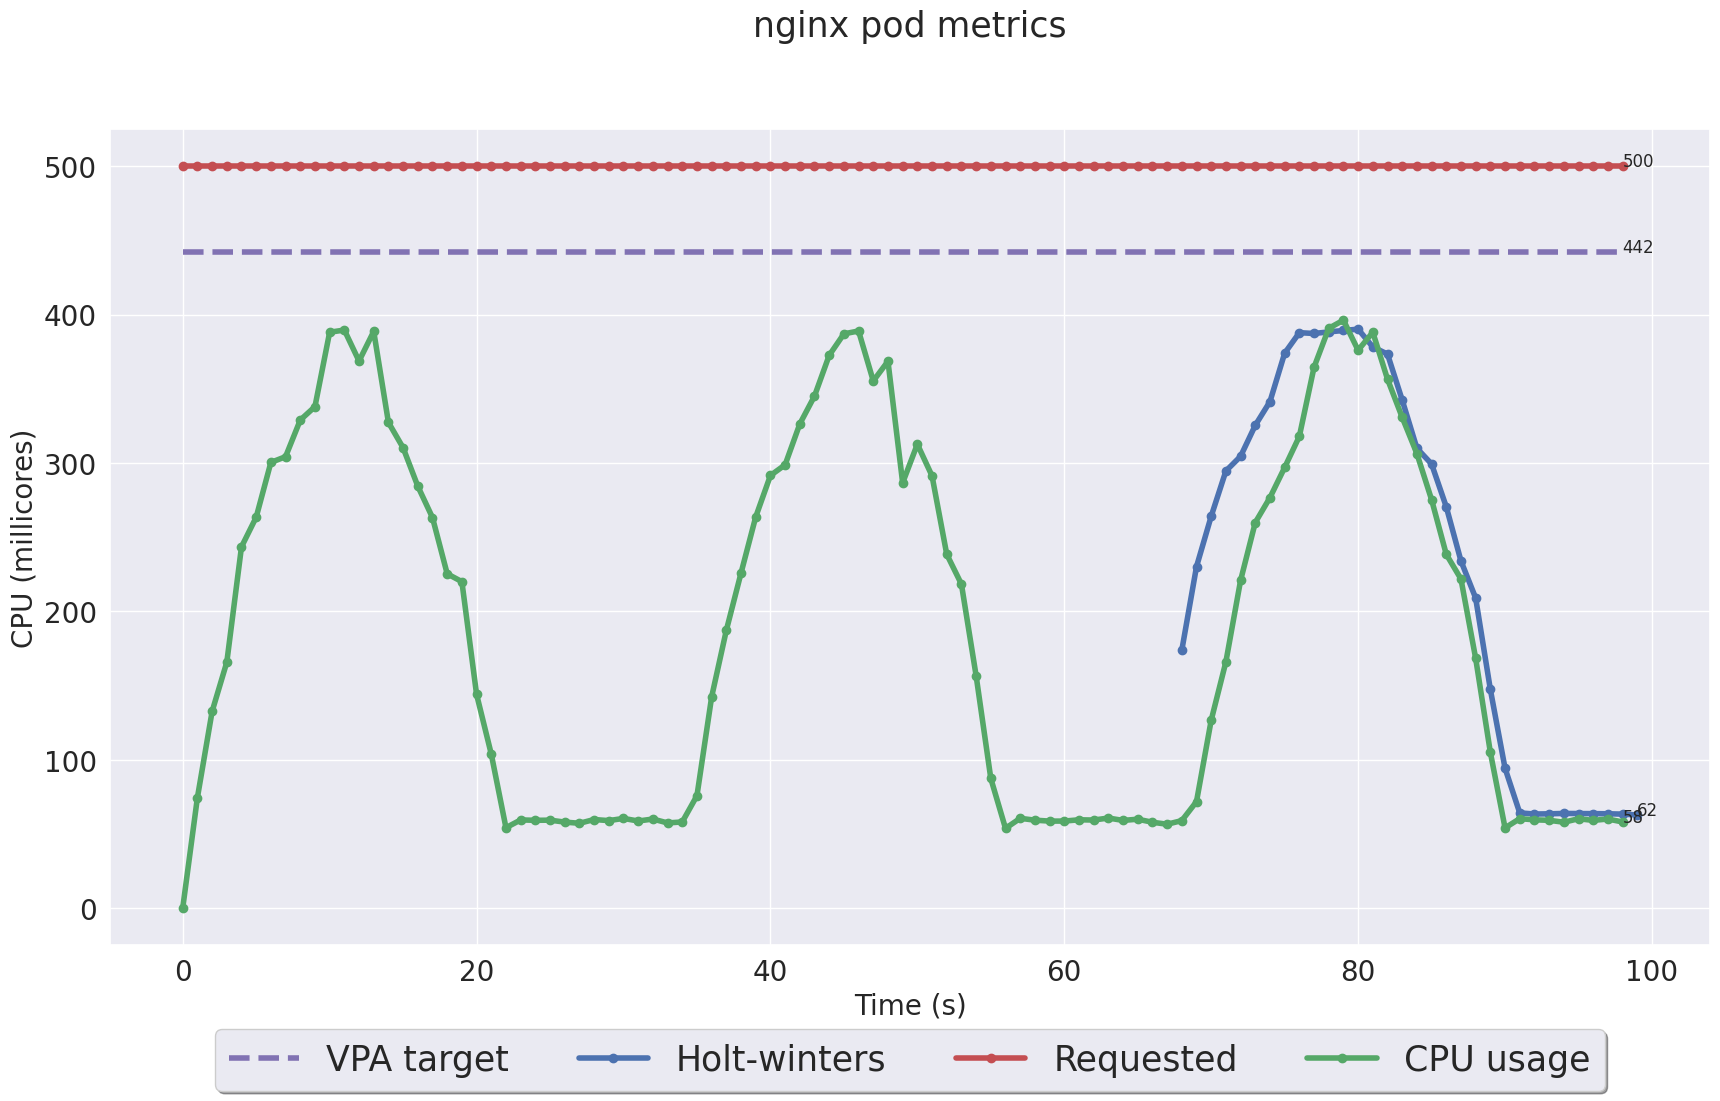 nginx pod metrics
500
442
500
400
300
200
100
0
62
58
CPU (millicores)
0 20 40 60 80 100
Time (s)
VPA target Holt-winters Requested CPU usage